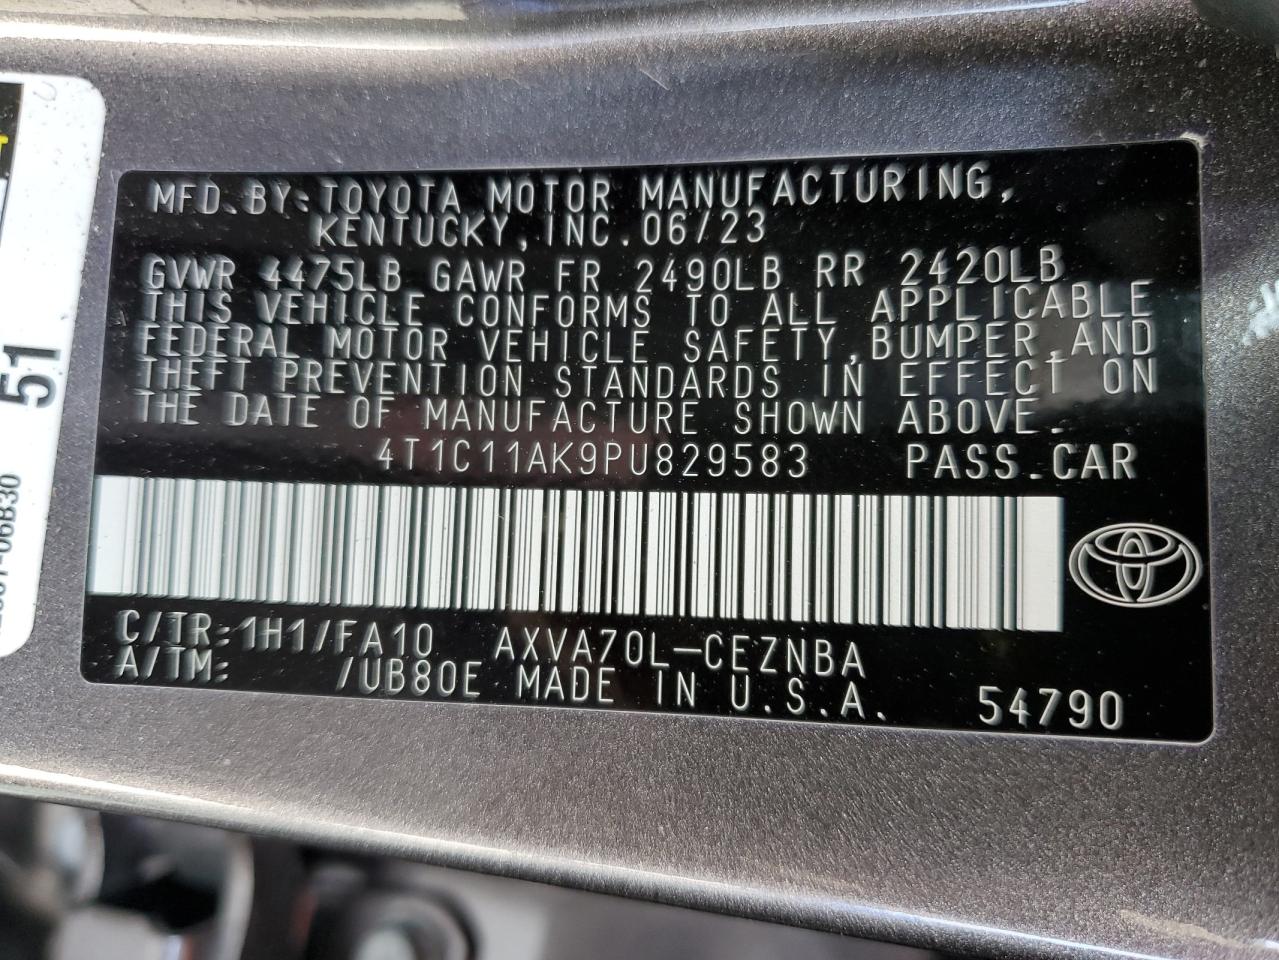 MFD.BY:TOYOTA MOTOR MANUFACTURING,
KENTUCKY,INC.06/23
GVWR 4475LB GAWR FR 2490LB RR 2420LB
THIS VEHICLE CONFORMS TO ALL APPLICABLE
FEDERAL MOTOR VEHICLE SAFETY,BUMPER,AND
THEFT PREVENTION STANDARDS IN EFFECT ON
THE DATE OF MANUFACTURE SHOWN ABOVE.
4T1C11AK9PU829583 PASS.CAR
C/TR:1H1/FA10 AXVA70L-CEZNBA
A/TM: /UB80E MADE IN U.S.A. 54790
51